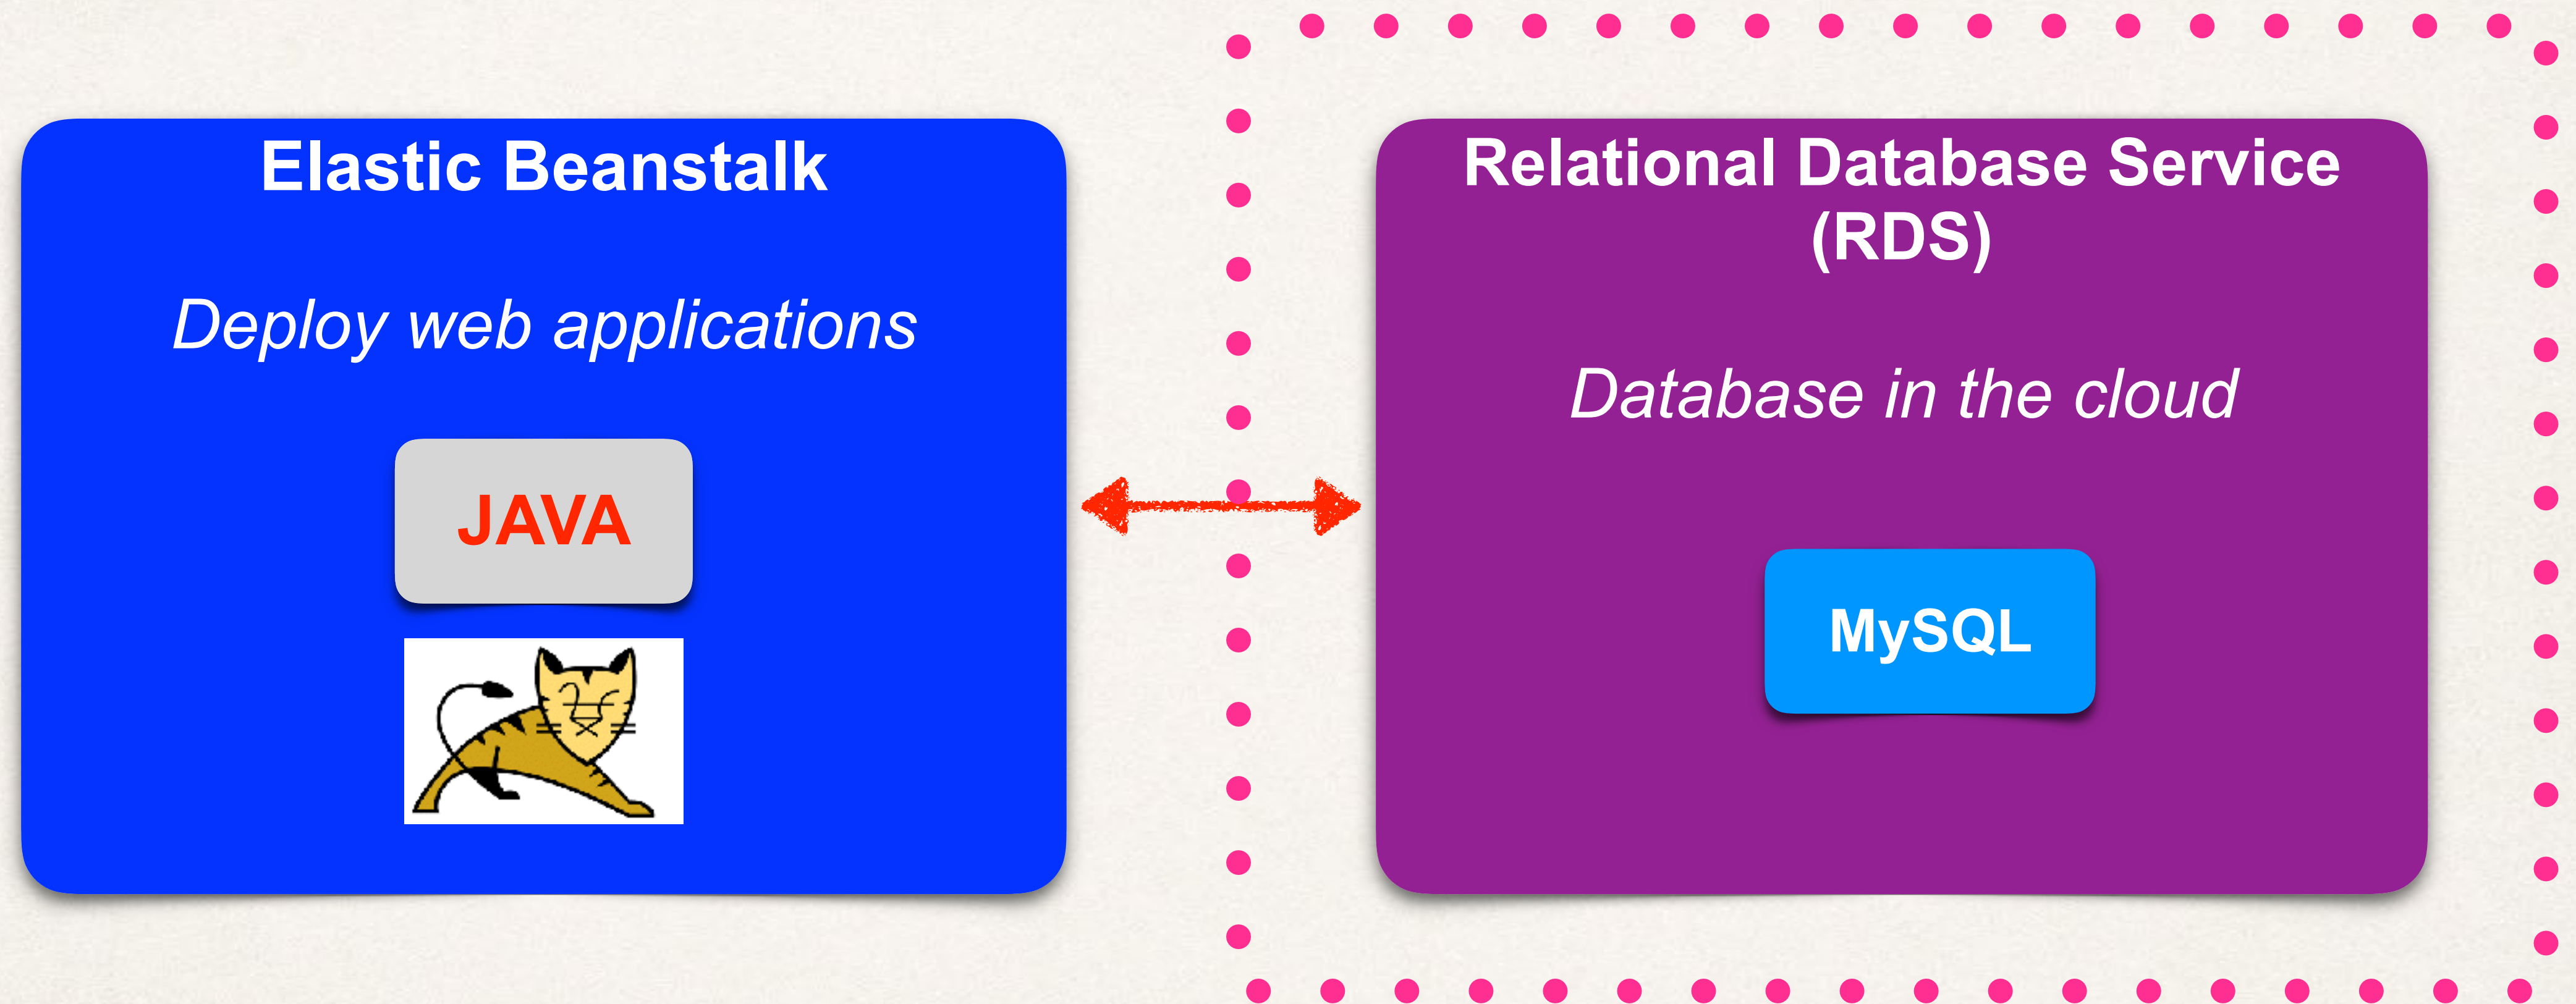 Elastic Beanstalk
Deploy web applications
JAVA
Relational Database Service
(RDS)
Database in the cloud
MySQL